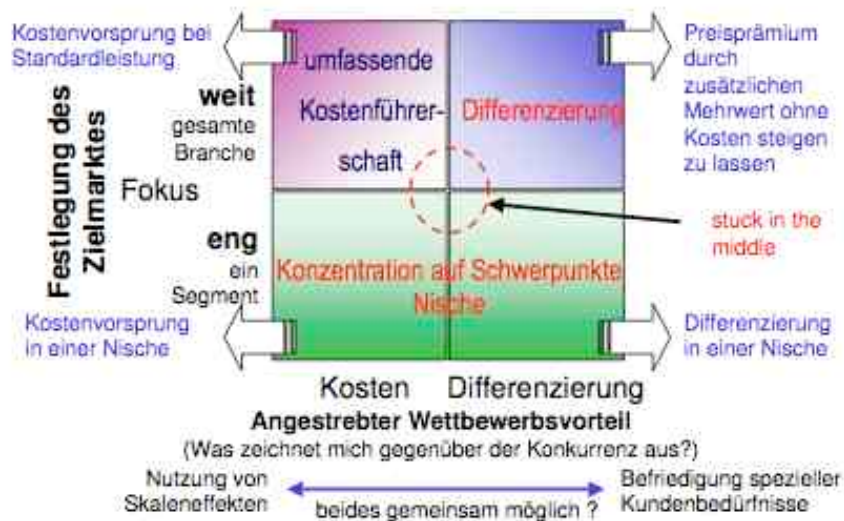 Kostenvorsprung bei
Standardleistung
umfassende
Kostenführer-
schaft
Differenzierung
Preisprämium
durch
zusätzlichen
Mehrwert ohne
Kosten steigen
zu lassen
Festlegung des
Zielmarktes
weit
gesamte
Branche
Fokus
eng
ein
Segment
stuck in the
middle
Konzentration auf Schwerpunkte
Nische
Kostenvorsprung
in einer Nische
Differenzierung
in einer Nische
Kosten
Differenzierung
Angestrebter Wettbewerbsvorteil
(Was zeichnet mich gegenüber der Konkurrenz aus?)
Nutzung von
Skaleneffekten
beides gemeinsam möglich ?
Befriedigung spezieller
Kundenbedürfnisse